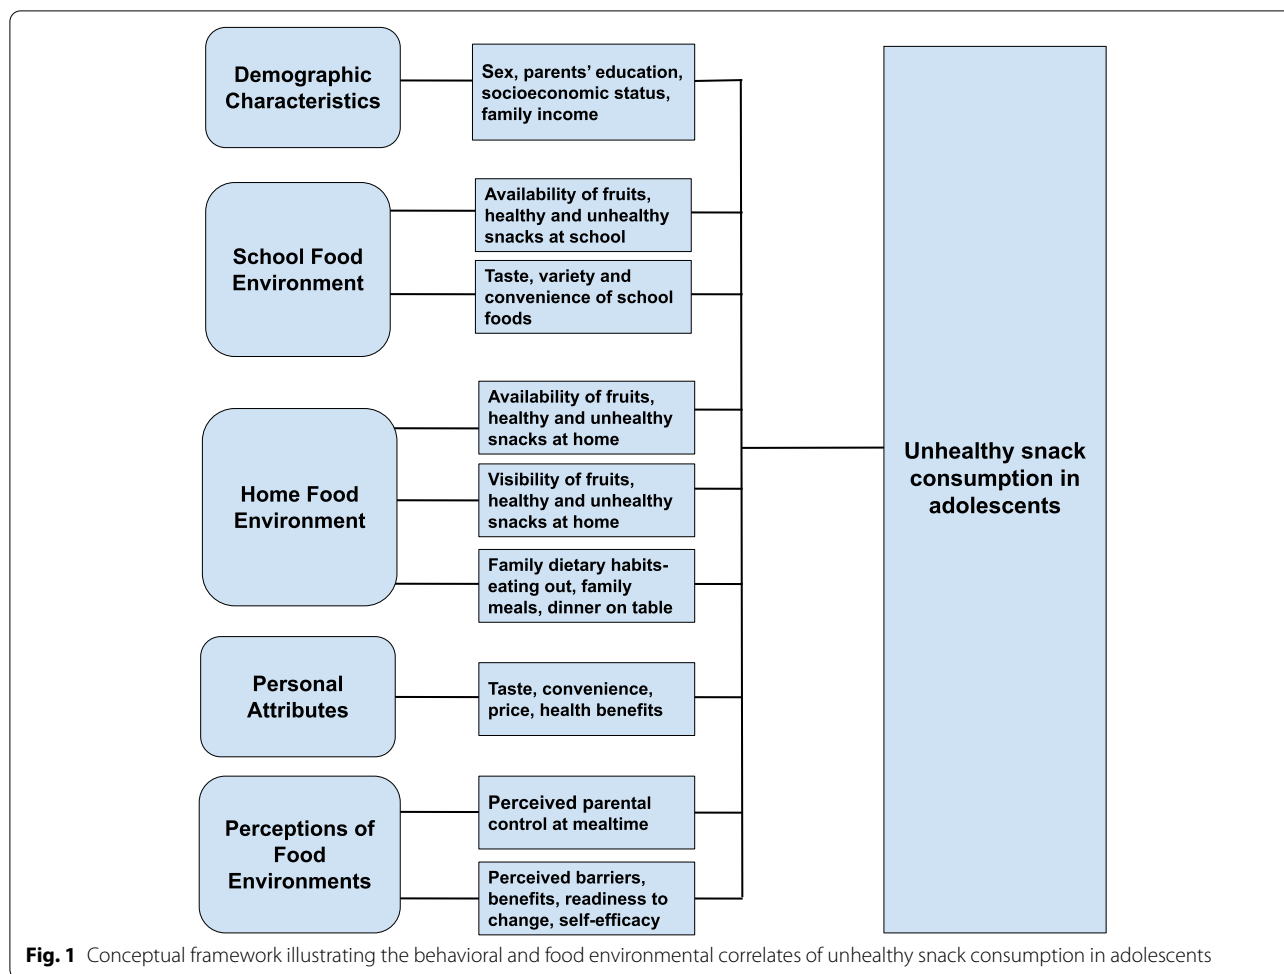 Demographic
Characteristics
Sex, parents’ education,
socioeconomic status,
family income
School Food
Environment
Availability of fruits,
healthy and unhealthy
snacks at school
Taste, variety and
convenience of school
foods
Home Food
Environment
Availability of fruits,
healthy and unhealthy
snacks at home
Visibility of fruits,
healthy and unhealthy
snacks at home
Family dietary habits-
eating out, family
meals, dinner on table
Personal
Attributes
Taste, convenience,
price, health benefits
Perceptions of
Food
Environments
Perceived parental
control at mealtime
Perceived barriers,
benefits, readiness to
change, self-efficacy
Unhealthy snack
consumption in
adolescents
Fig. 1 Conceptual framework illustrating the behavioral and food environmental correlates of unhealthy snack consumption in adolescents